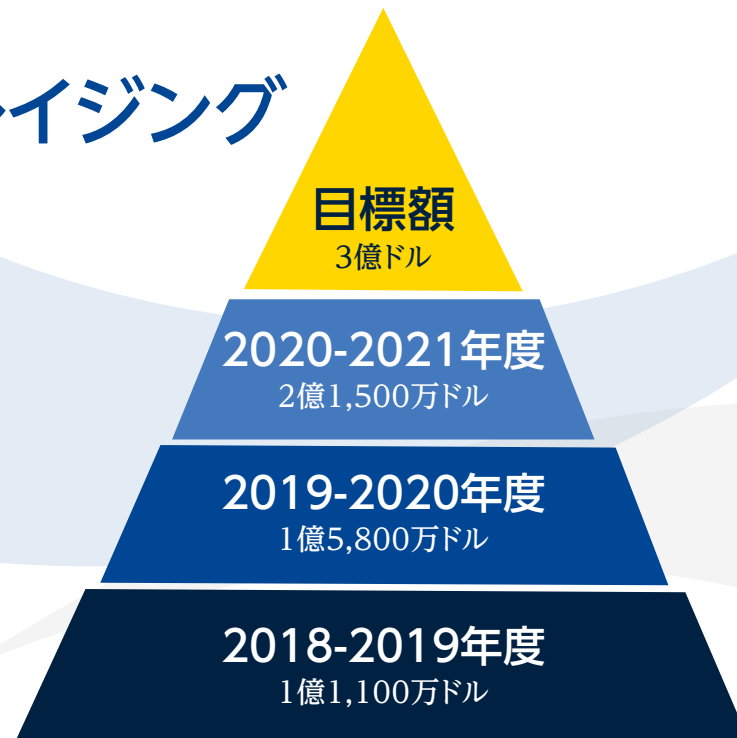 レイジング
目標額
3億ドル
2020-2021年度
2億1,500万ドル
2019-2020年度
1億5,800万ドル
2018-2019年度
1億1,100万ドル